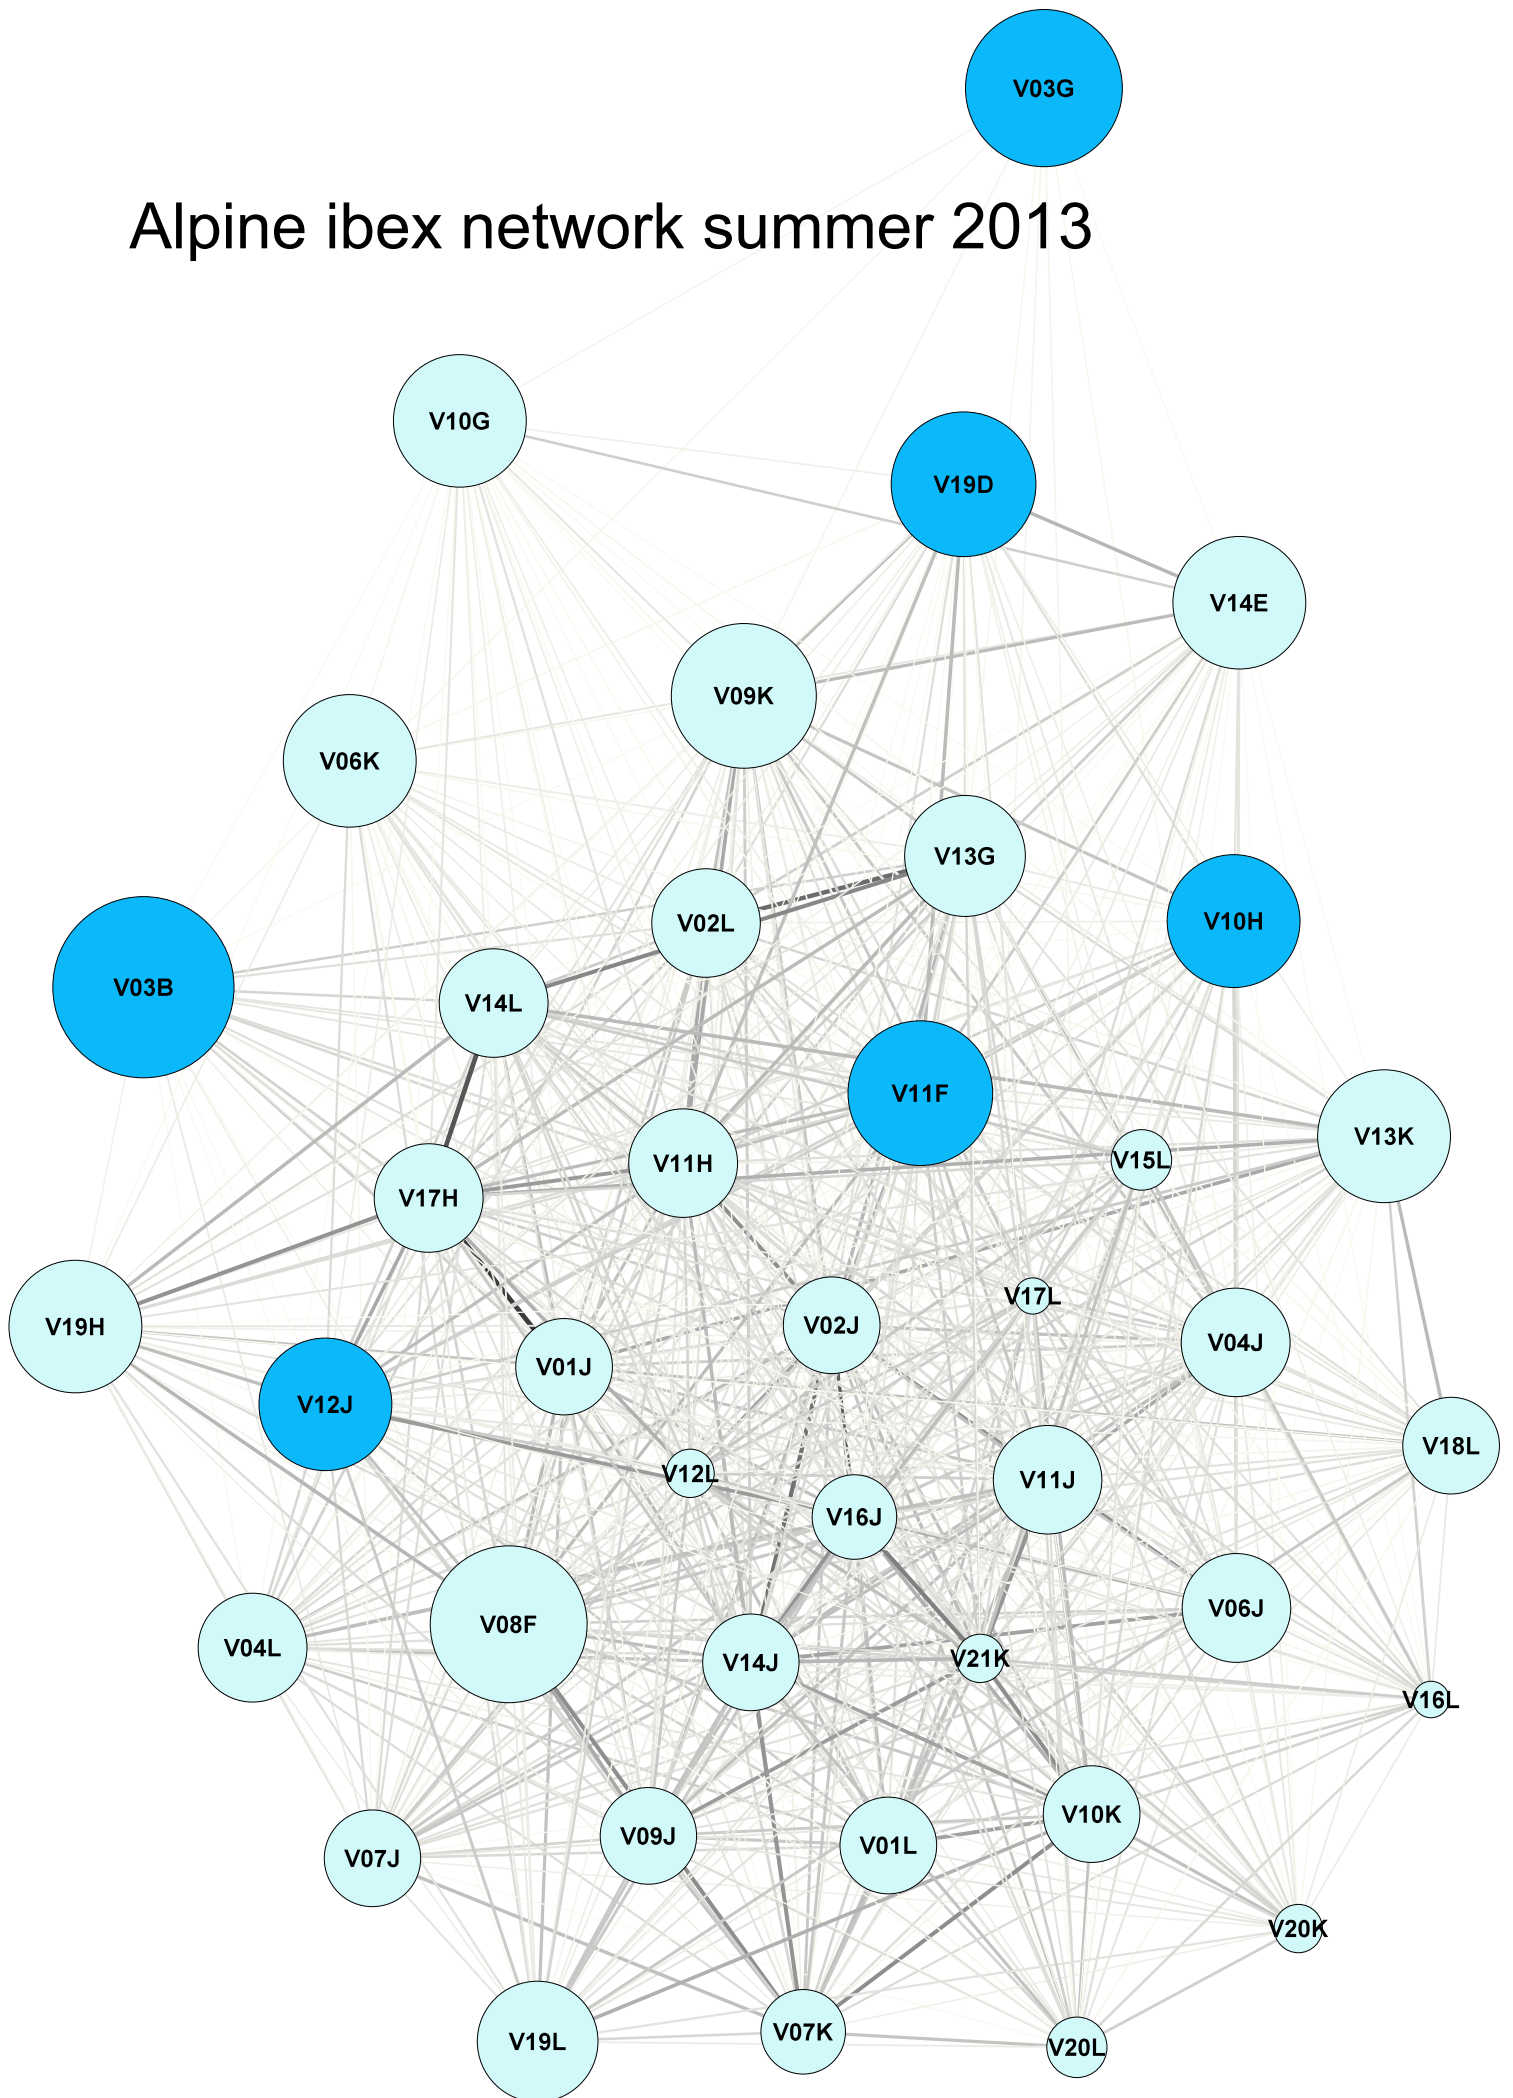 V03G
Alpine ibex network summer 2013
V10G
V19D
V14E
V09K
V06K
V13G
V02L
V10H
V03B
V14L
V11F
V13K
V15L
V11H
V17H
V17L
V19H
V02J
V04J
V01J
V12J
V18L
V12L
V11J
V16J
V06J
V08F
V04L
V14J
V21K
V16L
V10K
V09J
V01L
V07J
V20K
V07K
V19L
V20L